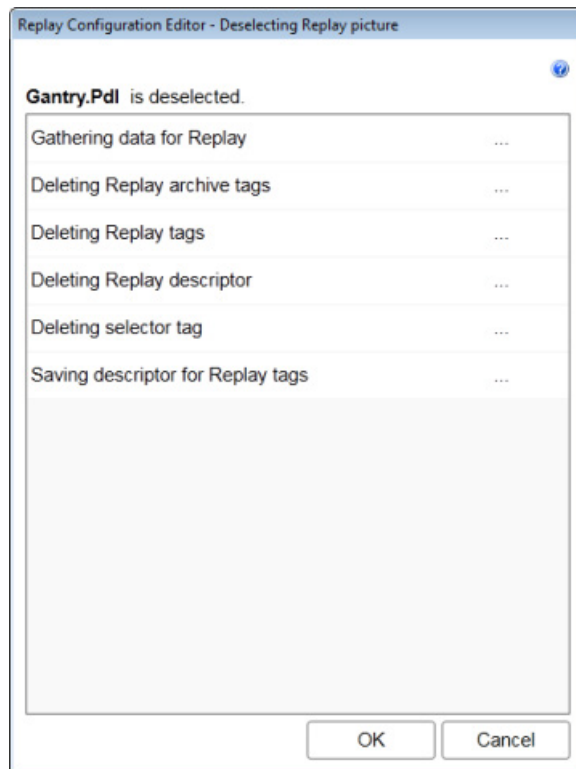 Replay Configuration Editor - Deselecting Replay picture
Gantry.Pdl is deselected.
Gathering data for Replay ...
Deleting Replay archive tags ...
Deleting Replay tags ...
Deleting Replay descriptor ...
Deleting selector tag ...
Saving descriptor for Replay tags ...
OK Cancel